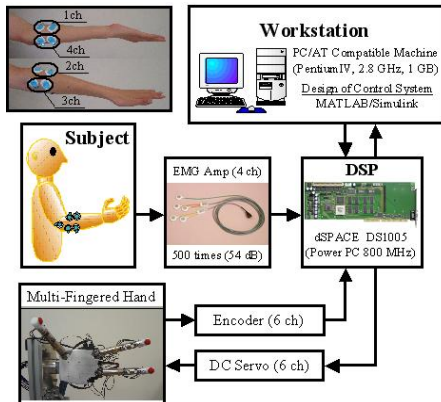 1ch
4ch
2ch
3ch
Workstation
PC/AT Compatible Machine
(PentiumIV, 2.8 GHz, 1 GB)
Design of Control System
MATLAB/Simulink
Subject
EMG Amp (4 ch)
500 times (54 dB)
DSP
dSPACE DS1005
(Power PC 800 MHz)
Multi-Fingered Hand
Encoder (6 ch)
DC Servo (6 ch)